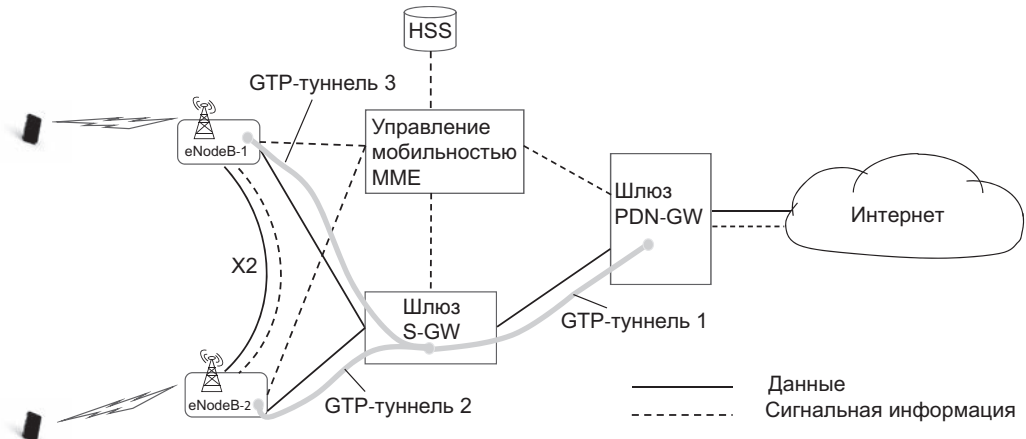 HSS
GTP-туннель 3
eNodeB-1
Управление
мобильностью
MME
Шлюз
PDN-GW
Интернет
X2
Шлюз
S-GW
GTP-туннель 1
eNodeB-2
GTP-туннель 2
Данные
Сигнальная информация